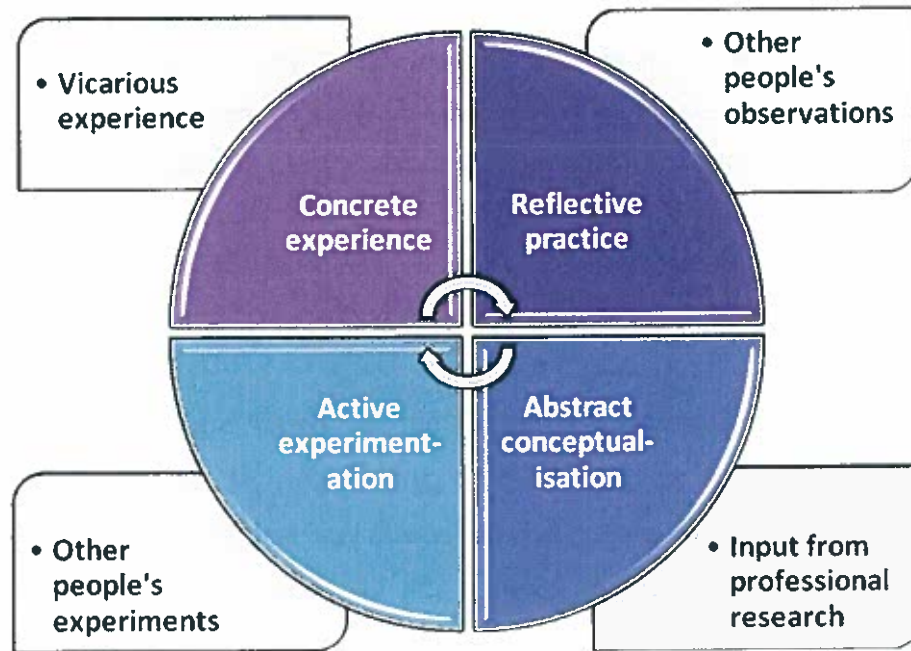 • Vicarious
experience
• Other
people's
observations
Concrete
experience
Reflective
practice
Active
experiment-
ation
Abstract
conceptual-
isation
• Other
people's
experiments
• Input from
professional
research